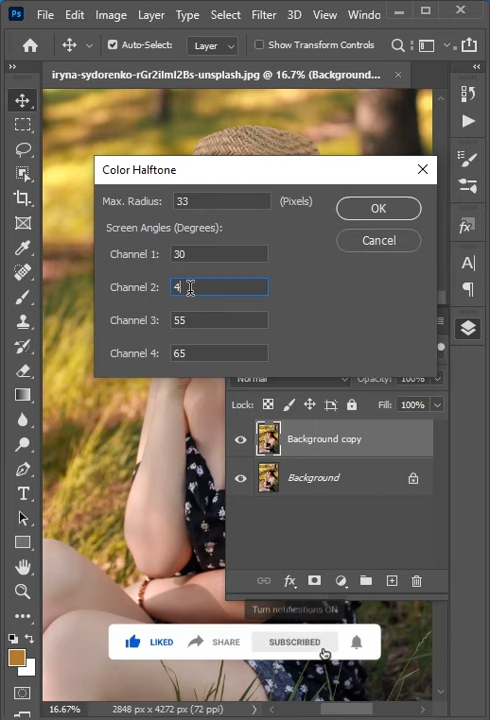 File Edit Image Layer Type Select Filter 3D View Windo
Auto-Select: Layer Show Transform Controls
iryna-sydorenko-rGr2ilmI2Bs-unsplash.jpg @ 16.7% (Background...
Color Halftone
Max. Radius: 33 (Pixels)
OK
Screen Angles (Degrees):
Cancel
Channel 1: 30
Channel 2: 4
Channel 3: 55
Channel 4: 65
Normal Opacity: 100%
Lock: Fill: 100%
Background copy
Background
fx
Turn notifications ON
LIKED SHARE SUBSCRIBED
16.67% 2848 px x 4272 px (72 ppi)